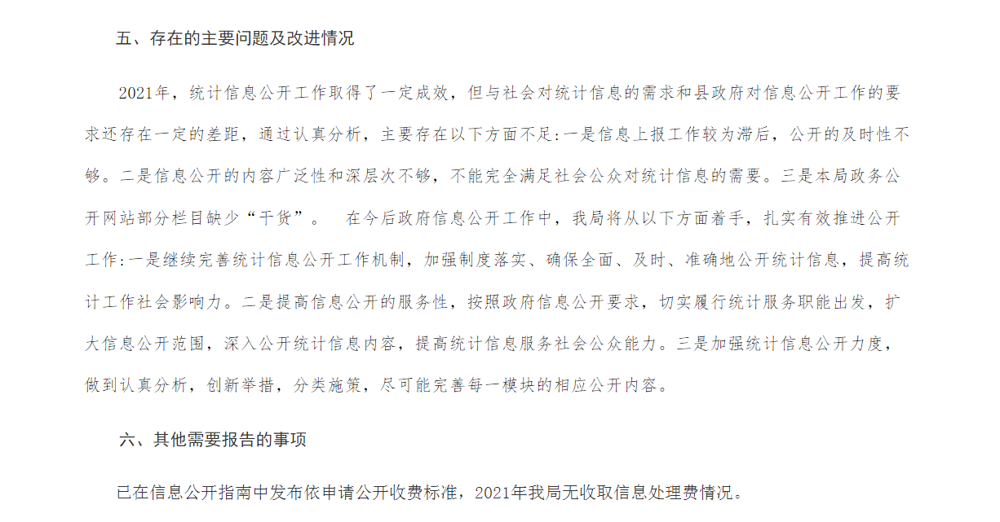 五、存在的主要问题及改进情况
2021年，统计信息公开工作取得了一定成效，但与社会对统计信息的需求和县政府对信息公开工作的要
求还存在一定的差距，通过认真分析，主要存在以下方面不足:一是信息上报工作较为滞后，公开的及时性不
够。二是信息公开的内容广泛性和深层次不够，不能完全满足社会公众对统计信息的需要。三是本局政务公
开网站部分栏目缺少“干货”。　在今后政府信息公开工作中，我局将从以下方面着手，扎实有效推进公开
工作:一是继续完善统计信息公开工作机制，加强制度落实、确保全面、及时、准确地公开统计信息，提高统
计工作社会影响力。二是提高信息公开的服务性，按照政府信息公开要求，切实履行统计服务职能出发，扩
大信息公开范围，深入公开统计信息内容，提高统计信息服务社会公众能力。三是加强统计信息公开力度，
做到认真分析，创新举措，分类施策，尽可能完善每一模块的相应公开内容。
六、其他需要报告的事项
已在信息公开指南中发布依申请公开收费标准，2021年我局无收取信息处理费情况。